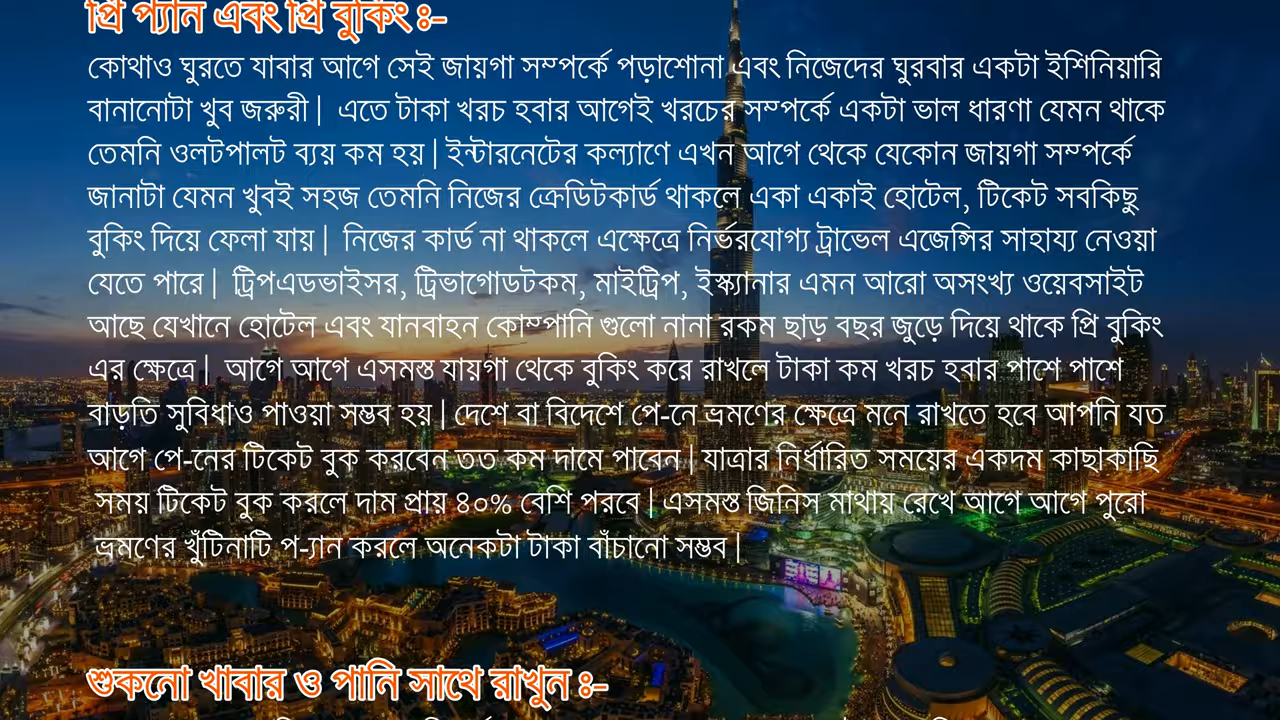 প্রি প্যান এবং প্রি বুকিং ঃ-
কোথাও ঘুরতে যাবার আগে সেই জায়গা সম্পর্কে পড়াশোনা এবং নিজেদের ঘুরবার একটা ইশিনিয়ারি
বানানোটা খুব জরুরী | এতে টাকা খরচ হবার আগেই খরচের সম্পর্কে একটা ভাল ধারণা যেমন থাকে
তেমনি ওলটপালট ব্যয় কম হয় | ইন্টারনেটের কল্যাণে এখন আগে থেকে যেকোন জায়গা সম্পর্কে
জানাটা যেমন খুবই সহজ তেমনি নিজের ক্রেডিটকার্ড থাকলে একা একাই হোটেল, টিকেট সবকিছু
বুকিং দিয়ে ফেলা যায় | নিজের কার্ড না থাকলে এক্ষেত্রে নির্ভরযোগ্য ট্রাভেল এজেন্সির সাহায্য নেওয়া
যেতে পারে | ট্রিপএডভাইসর, ট্রিভাগোডটকম, মাইট্রিপ, ইস্ক্যানার এমন আরো অসংখ্য ওয়েবসাইট
আছে যেখানে হোটেল এবং যানবাহন কোম্পানি গুলো নানা রকম ছাড় বছর জুড়ে দিয়ে থাকে প্রি বুকিং
এর ক্ষেত্রে | আগে আগে এসমস্ত যায়গা থেকে বুকিং করে রাখলে টাকা কম খরচ হবার পাশে পাশে
বাড়তি সুবিধাও পাওয়া সম্ভব হয় | দেশে বা বিদেশে পে-নে ভ্রমণের ক্ষেত্রে মনে রাখতে হবে আপনি যত
আগে পে-নের টিকেট বুক করবেন তত কম দামে পাবেন | যাত্রার নির্ধারিত সময়ের একদম কাছাকাছি
সময় টিকেট বুক করলে দাম প্রায় ৪০% বেশি পরবে | এসমস্ত জিনিস মাথায় রেখে আগে আগে পুরো
ভ্রমণের খুঁটিনাটি প-্যান করলে অনেকটা টাকা বাঁচানো সম্ভব |
শুকনো খাবার ও পানি সাথে রাখুন ঃ-